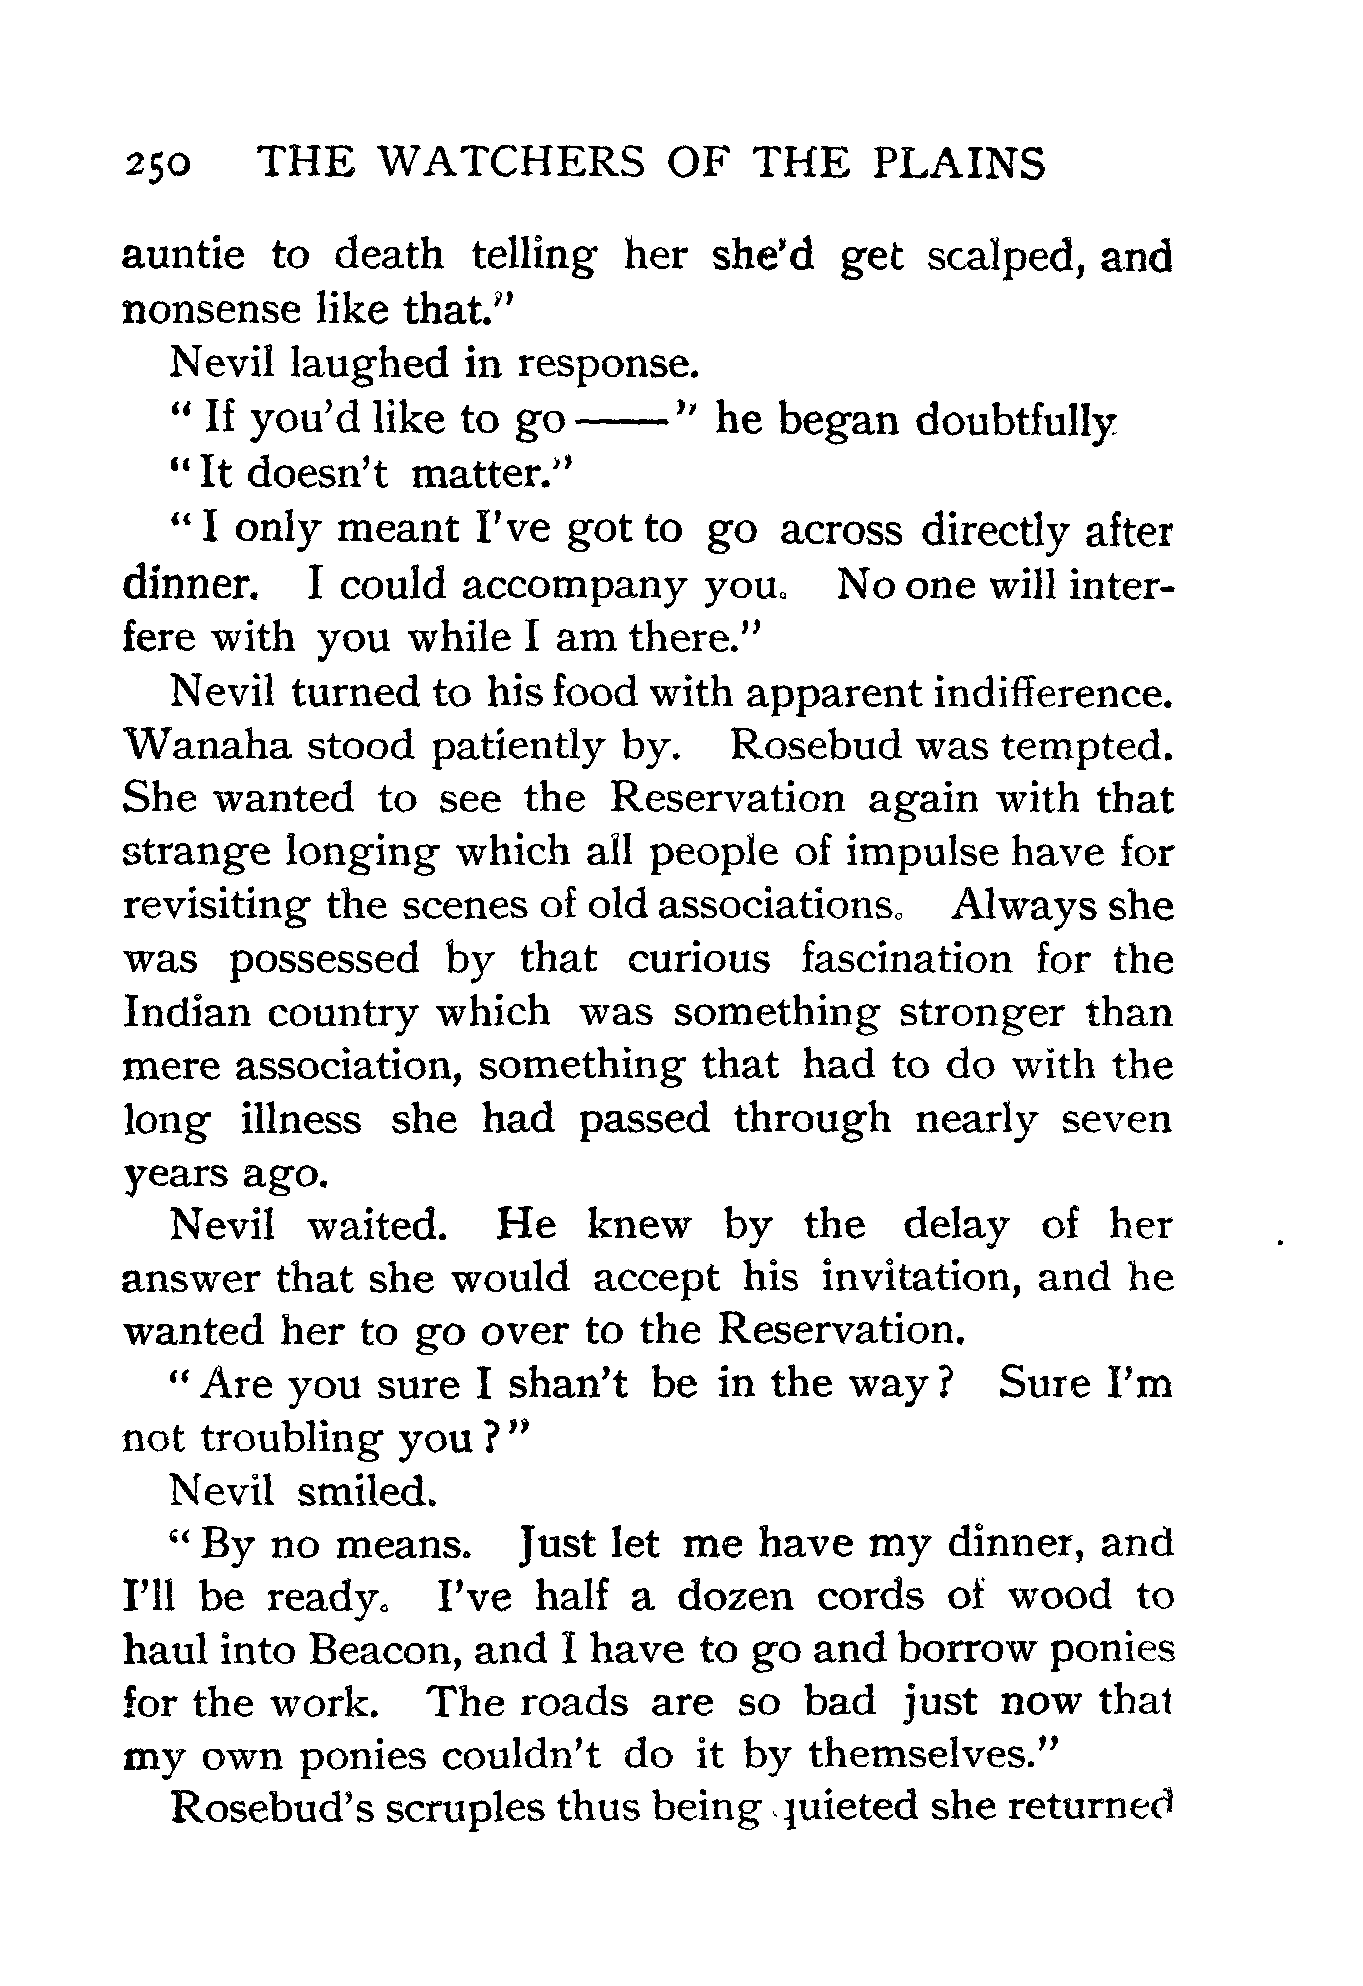 250 THE WATCHERS OF THE PLAINS
auntie to death telling her she'd get scalped, and
nonsense like that."
Nevil laughed in response.
" If you'd like to go——" he began doubtfully.
"It doesn't matter."
"I only meant I've got to go across directly after
dinner. I could accompany you. No one will inter-
fere with you while I am there."
Nevil turned to his food with apparent indifference.
Wanaha stood patiently by. Rosebud was tempted.
She wanted to see the Reservation again with that
strange longing which all people of impulse have for
revisiting the scenes of old associations. Always she
was possessed by that curious fascination for the
Indian country which was something stronger than
mere association, something that had to do with the
long illness she had passed through nearly seven
years ago.
Nevil waited. He knew by the delay of her
answer that she would accept his invitation, and he
wanted her to go over to the Reservation.
"Are you sure I shan't be in the way? Sure I'm
not troubling you?"
Nevil smiled.
"By no means. Just let me have my dinner, and
I'll be ready. I've half a dozen cords of wood to
haul into Beacon, and I have to go and borrow ponies
for the work. The roads are so bad just now that
my own ponies couldn't do it by themselves."
Rosebud's scruples thus being quieted she returned